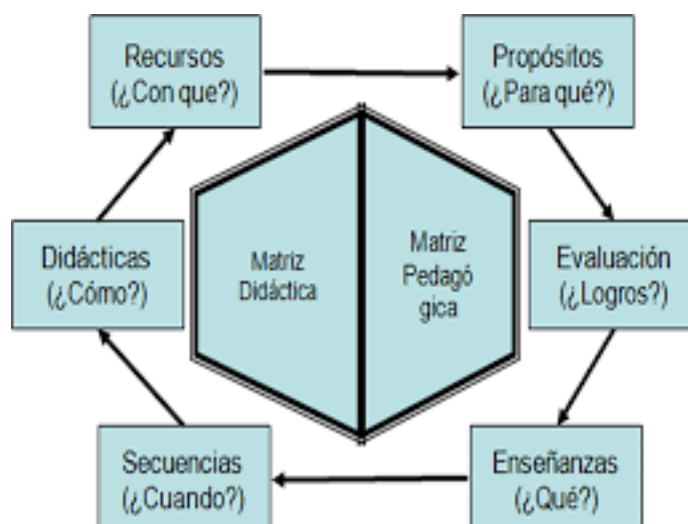 Recursos
(¿Con que?)
Propósitos
(¿Para qué?)
Didácticas
(¿Cómo?)
Matriz
Didáctica
Matriz
Pedagó
gica
Evaluación
(¿Logros?)
Secuencias
(¿Cuando?)
Enseñanzas
(¿Qué?)